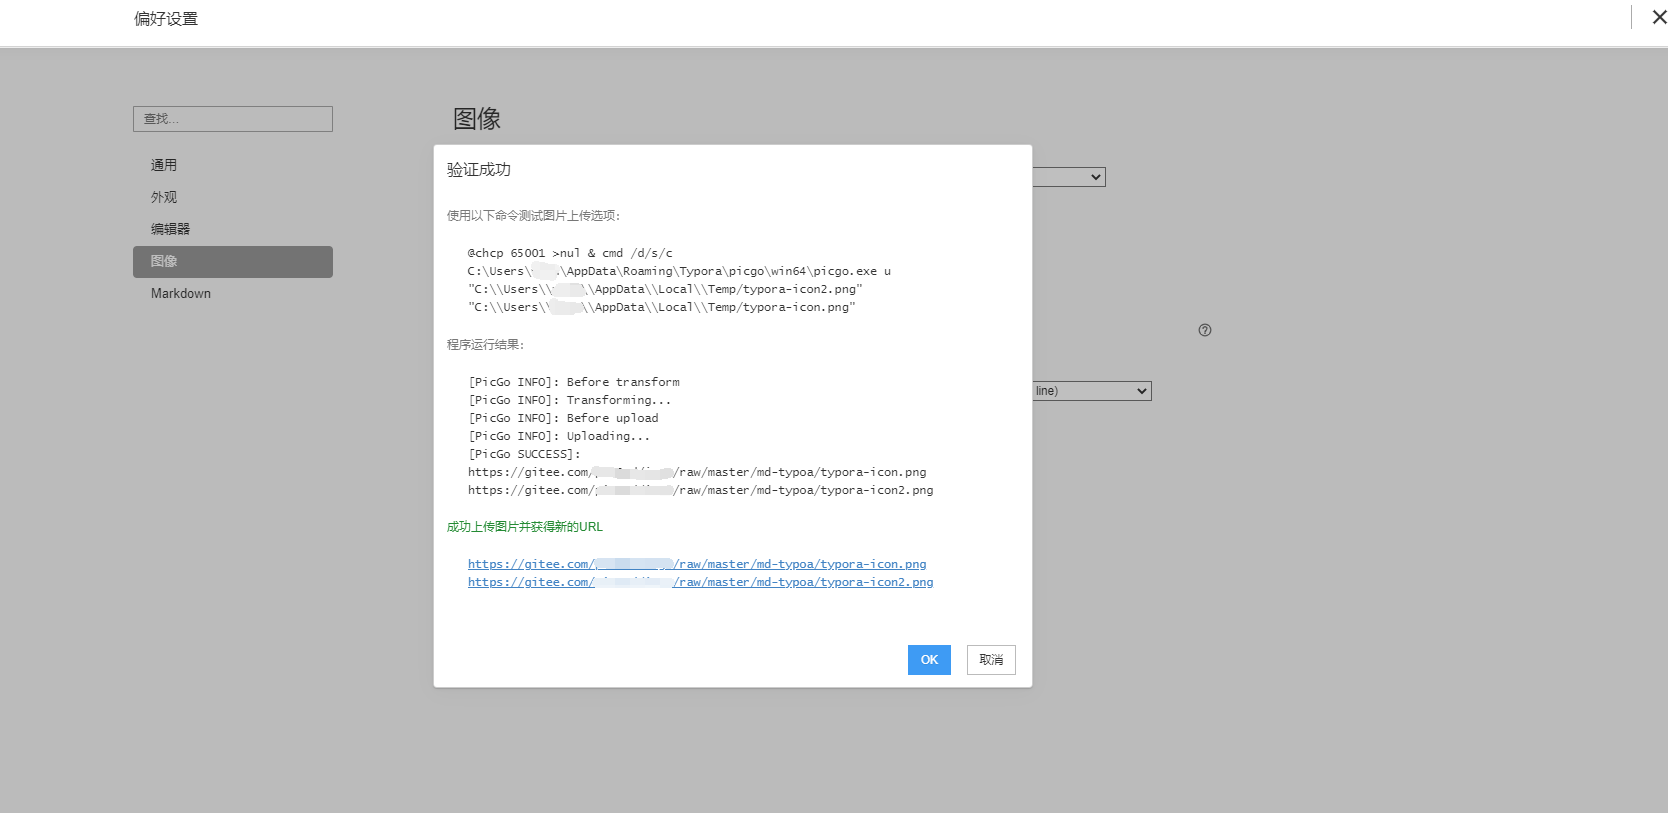 偏好设置
查找...
通用
外观
编辑器
图像
Markdown
图像
line)
验证成功
使用以下命令测试图片上传选项:
@chcp 65001 >nul & cmd /d/s/c
C:\Users\ \AppData\Roaming\Typora\picgo\win64\picgo.exe u
"C:\\Users\\ \\AppData\\Local\\Temp/typora-icon2.png"
"C:\\Users\\ \\AppData\\Local\\Temp/typora-icon.png"
程序运行结果:
[PicGo INFO]: Before transform
[PicGo INFO]: Transforming...
[PicGo INFO]: Before upload
[PicGo INFO]: Uploading...
[PicGo SUCCESS]:
https://gitee.com/ /raw/master/md-typoa/typora-icon.png
https://gitee.com/ /raw/master/md-typoa/typora-icon2.png
成功上传图片并获得新的URL
https://gitee.com/ /raw/master/md-typoa/typora-icon.png
https://gitee.com/ /raw/master/md-typoa/typora-icon2.png
OK
取消